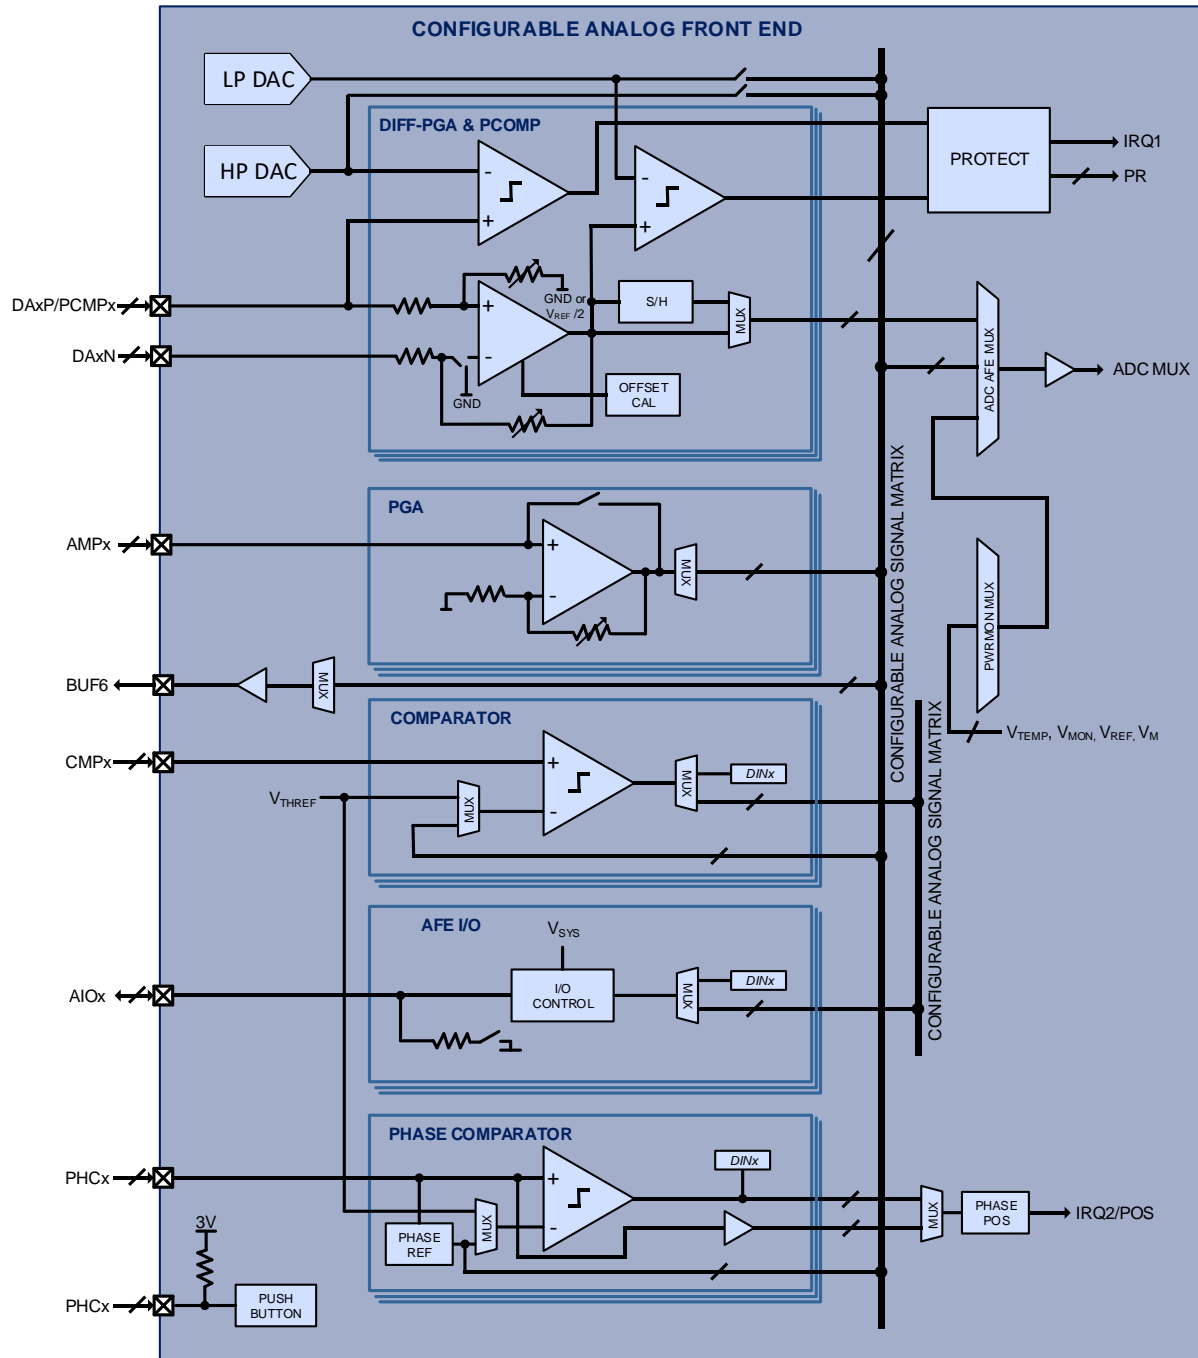 CONFIGURABLE ANALOG FRONT END
LP DAC
HP DAC
DIFF-PGA & PCOMP
-
+
-
+
PROTECT
IRQ1
PR
DAxP/PCMPx
DAxN
+
-
GND or
VREF /2
S/H
MUX
GND
OFFSET
CAL
ADC AFE MUX
ADC MUX
CONFIGURABLE ANALOG SIGNAL MATRIX
PGA
AMPx
+
-
MUX
PWRMON MUX
VTEMP, VMON, VREF, VM
BUF6
MUX
COMPARATOR
CMPx
VTHREF
MUX
+
-
MUX
DINx
CONFIGURABLE ANALOG SIGNAL MATRIX
AFE I/O
VSYS
AIOx
I/O
CONTROL
MUX
DINx
PHASE COMPARATOR
PHCx
+
-
DINx
PHASE
REF
MUX
MUX
PHASE
POS
IRQ2/POS
3V
PHCx
PUSH
BUTTON